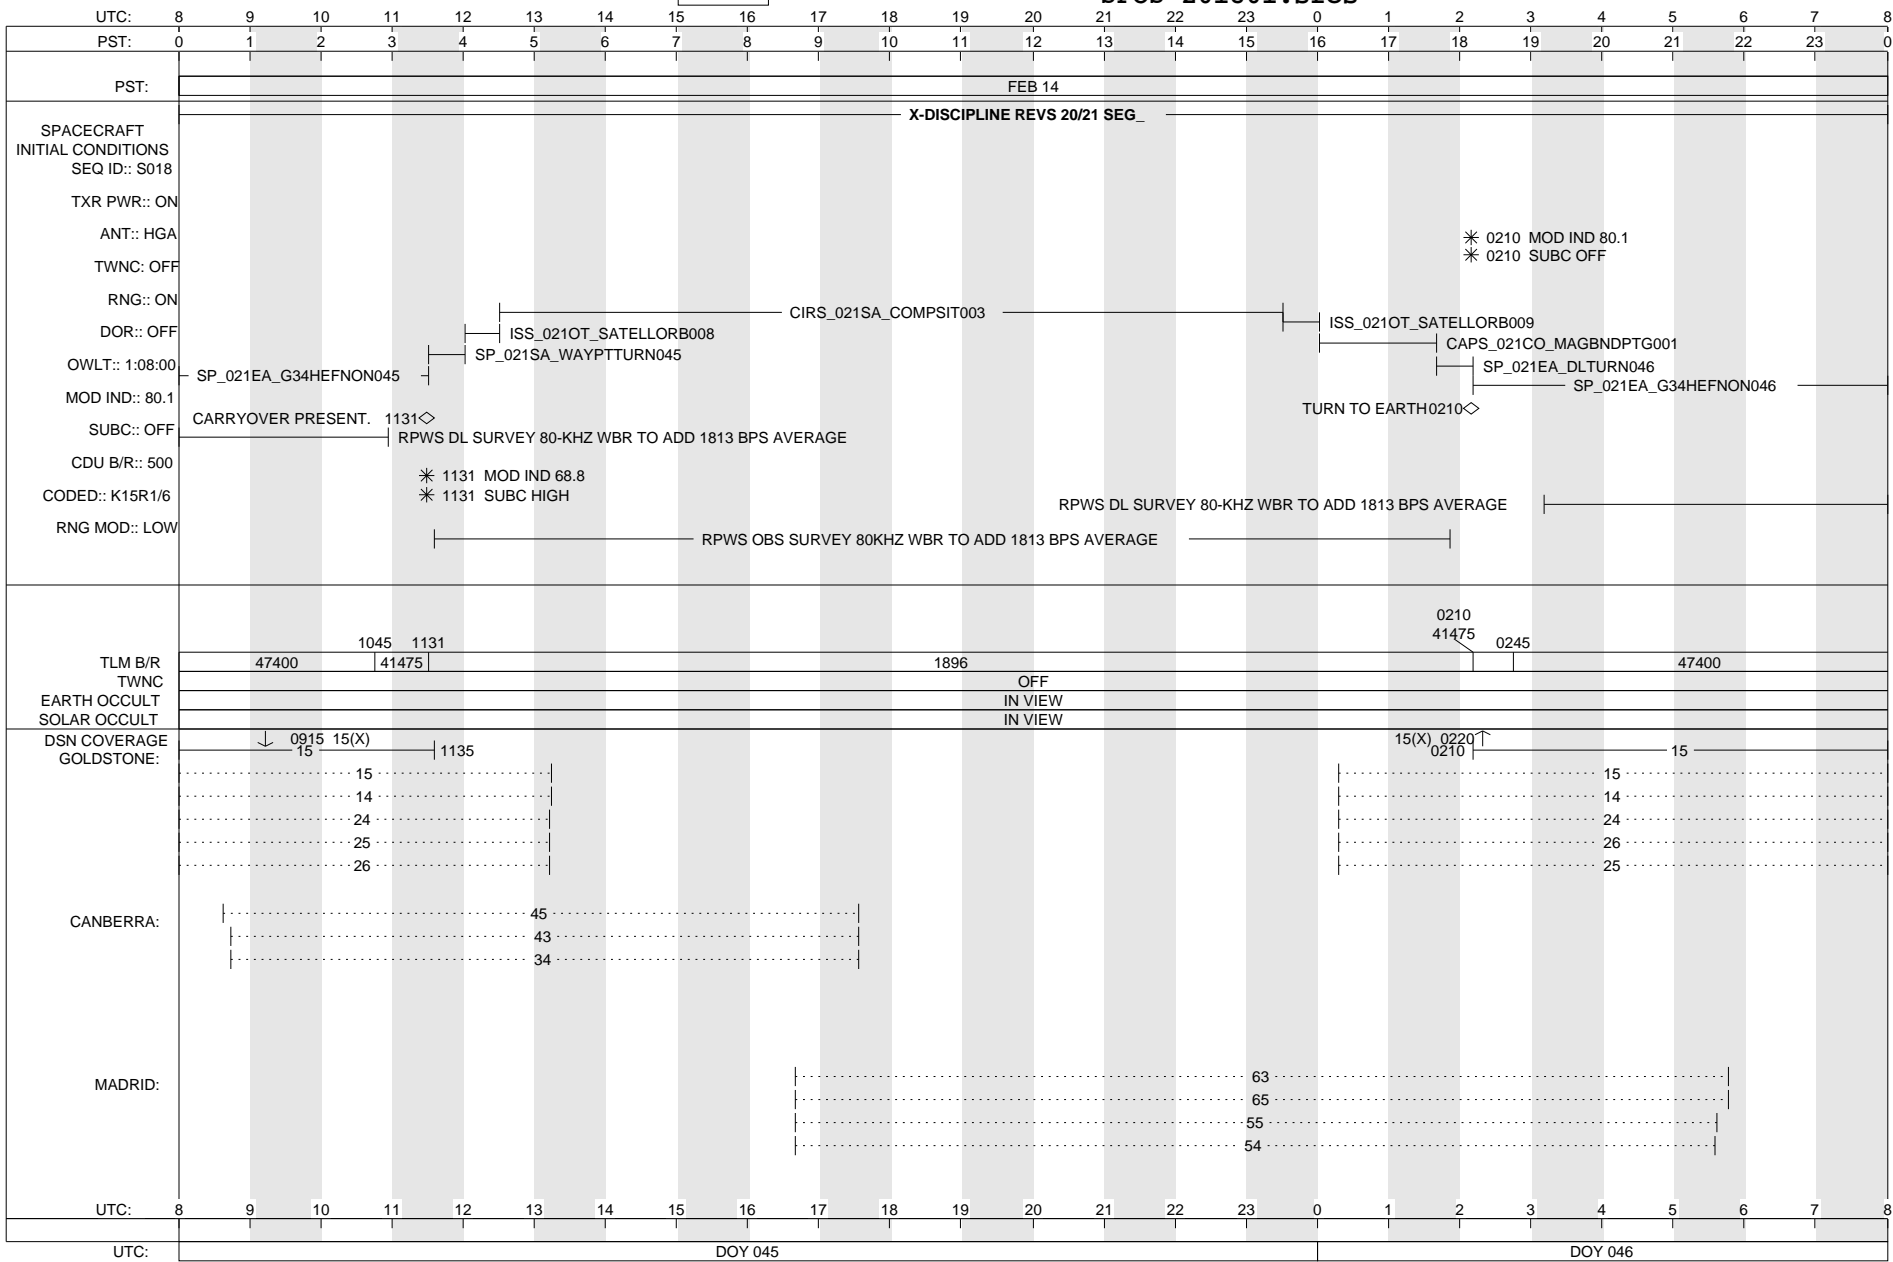 UTC: 8 9 10 11 12 13 14 15 16 17 18 19 20 21 22 23 0 1 2 3 4 5 6 7 8
PST: 0 1 2 3 4 5 6 7 8 9 10 11 12 13 14 15 16 17 18 19 20 21 22 23 0
PST: FEB 14
X-DISCIPLINE REVS 20/21 SEG_
SPACECRAFT
INITIAL CONDITIONS
SEQ ID:: S018
TXR PWR:: ON
ANT:: HGA
0210 MOD IND 80.1
0210 SUBC OFF
TWNC: OFF
RNG:: ON
CIRS_021SA_COMPSIT003
ISS_021OT_SATELLORB009
DOR:: OFF
ISS_021OT_SATELLORB008
CAPS_021CO_MAGBNDPTG001
SP_021SA_WAYPTTURN045
OWLT:: 1:08:00
SP_021EA_DLTURN046
SP_021EA_G34HEFNON045
SP_021EA_G34HEFNON046
MOD IND:: 80.1
TURN TO EARTH 0210
CARRYOVER PRESENT. 1131
SUBC:: OFF
RPWS DL SURVEY 80-KHZ WBR TO ADD 1813 BPS AVERAGE
CDU B/R:: 500
1131 MOD IND 68.8
1131 SUBC HIGH
CODED:: K15R1/6
RPWS DL SURVEY 80-KHZ WBR TO ADD 1813 BPS AVERAGE
RNG MOD:: LOW
RPWS OBS SURVEY 80KHZ WBR TO ADD 1813 BPS AVERAGE
0210
41475
1045 1131 0245
TLM B/R 47400 41475 1896 47400
TWNC OFF
EARTH OCCULT IN VIEW
SOLAR OCCULT IN VIEW
DSN COVERAGE 0915 15(X) 15(X) 0220
GOLDSTONE: 15 1135 0210 15
15 15
14 14
24 24
25 26
26 25
CANBERRA: 45
43
34
MADRID: 63
65
55
54
UTC: 8 9 10 11 12 13 14 15 16 17 18 19 20 21 22 23 0 1 2 3 4 5 6 7 8
UTC: DOY 045 DOY 046